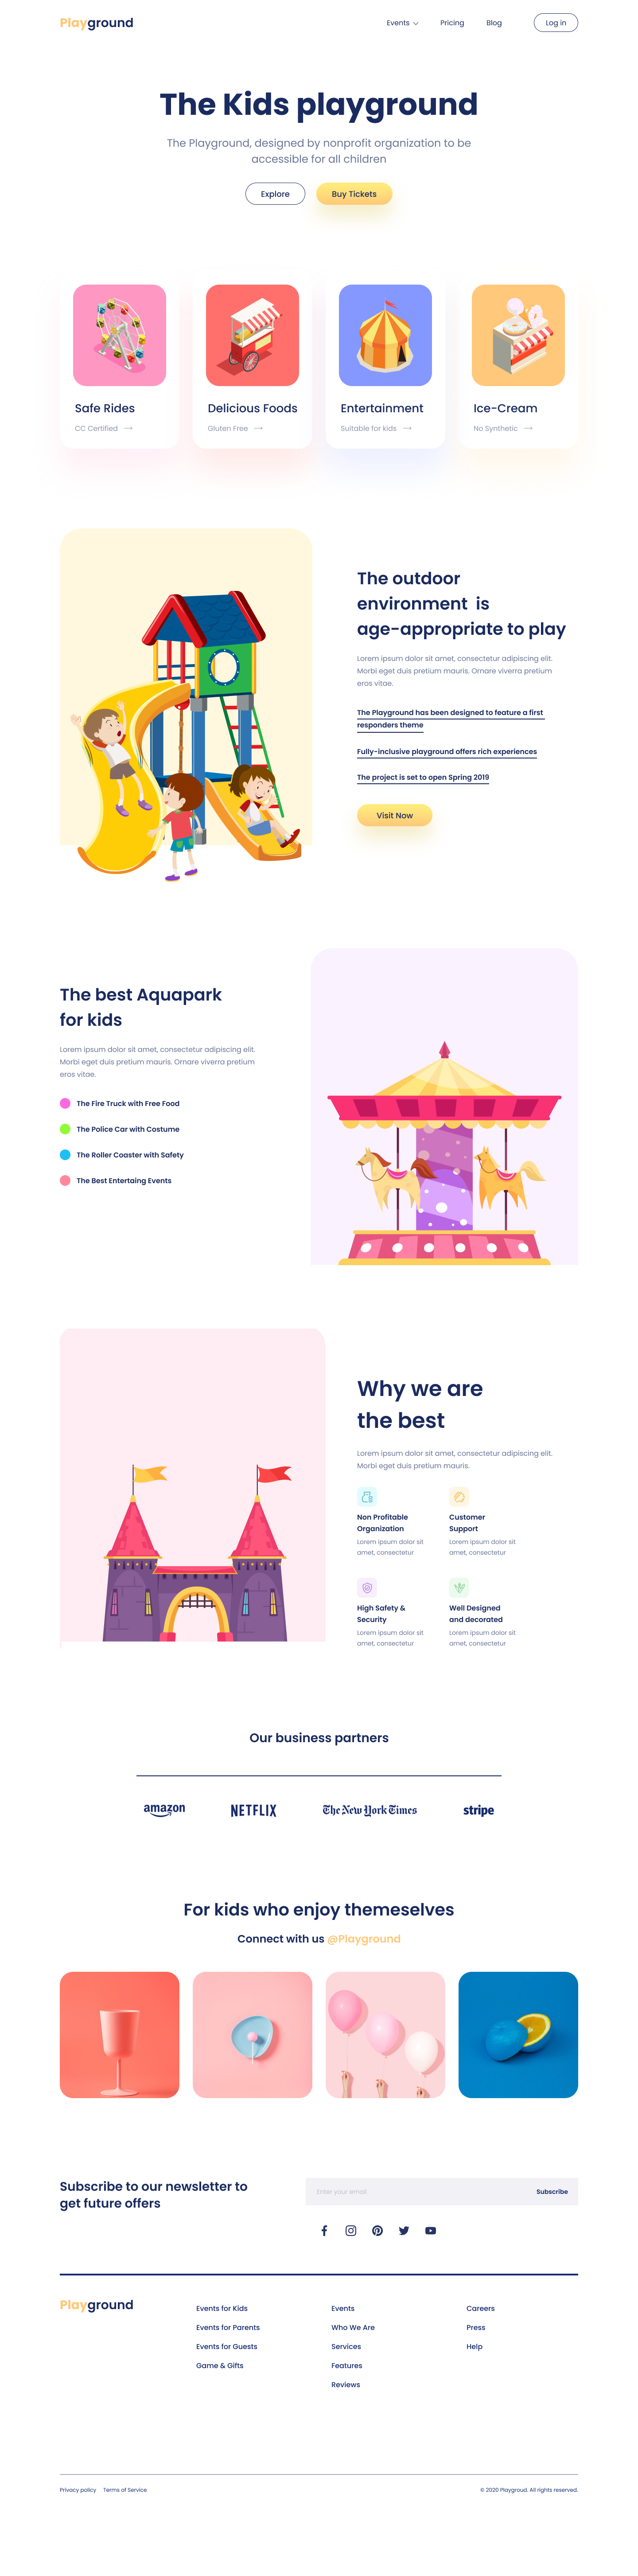 Playground
Events
Pricing
Blog
Log in
The Kids playground
The Playground, designed by nonprofit organization to be
accessible for all children
Explore
Buy Tickets
Safe Rides
CC Certified
Delicious Foods
Gluten Free
Entertainment
Suitable for kids
Ice-Cream
No Synthetic
The outdoor
environment is
age-appropriate to play
Lorem ipsum dolor sit amet, consectetur adipiscing elit.
Morbi eget duis pretium mauris. Ornare viverra pretium
eros vitae.
The Playground has been designed to feature a first
responders theme
Fully-inclusive playground offers rich experiences
The project is set to open Spring 2019
Visit Now
The best Aquapark
for kids
Lorem ipsum dolor sit amet, consectetur adipiscing elit.
Morbi eget duis pretium mauris. Ornare viverra pretium
eros vitae.
The Fire Truck with Free Food
The Police Car with Costume
The Roller Coaster with Safety
The Best Entertaing Events
Why we are
the best
Lorem ipsum dolor sit amet, consectetur adipiscing elit.
Morbi eget duis pretium mauris.
Non Profitable
Organization
Lorem ipsum dolor sit
amet, consectetur
Customer
Support
Lorem ipsum dolor sit
amet, consectetur
High Safety &
Security
Lorem ipsum dolor sit
amet, consectetur
Well Designed
and decorated
Lorem ipsum dolor sit
amet, consectetur
Our business partners
amazon
NETFLIX
The New York Times
stripe
For kids who enjoy themeselves
Connect with us @Playground
Subscribe to our newsletter to
get future offers
Enter your email
Subscribe
Playground
Events for Kids
Events for Parents
Events for Guests
Game & Gifts
Events
Who We Are
Services
Features
Reviews
Careers
Press
Help
Privacy policy
Terms of Service
© 2020 Playgroud. All rights reserved.